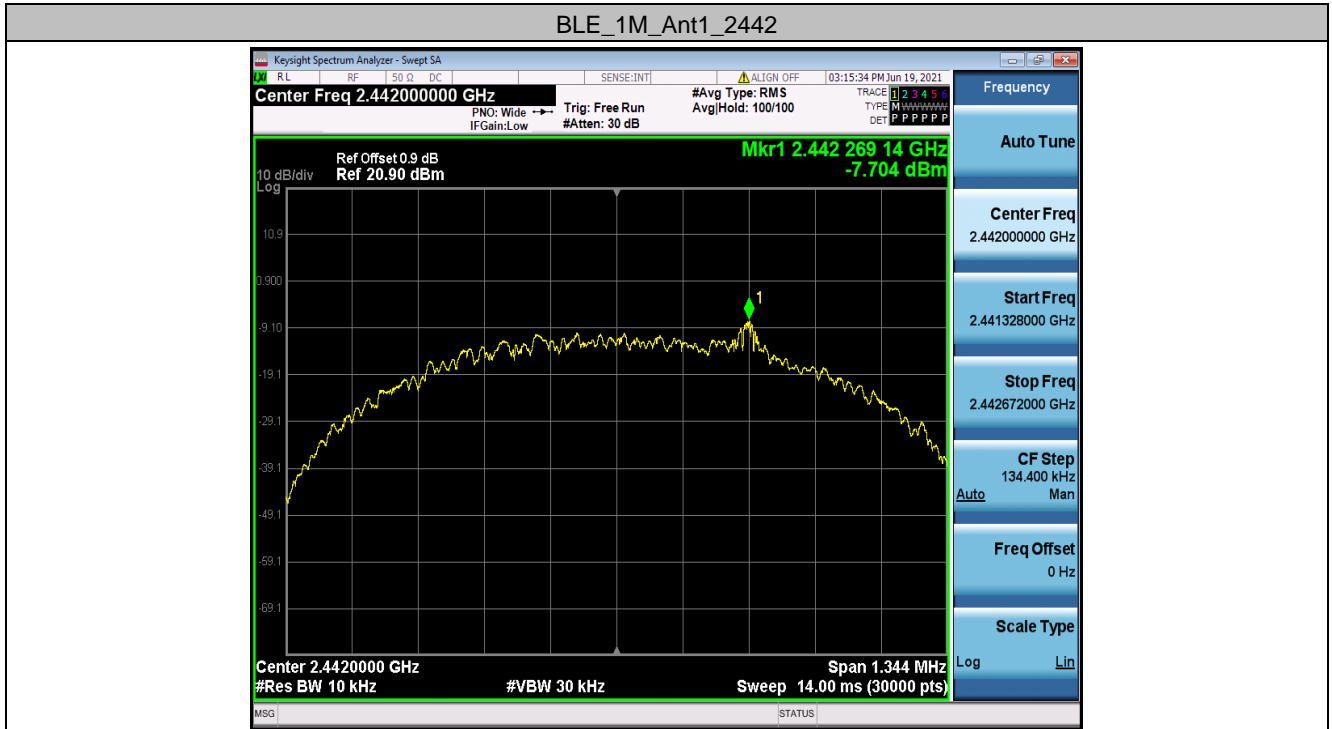 BLE_1M_Ant1_2442
Keysight Spectrum Analyzer - Swept SA
LXI RL RF 50 Ω DC SENSE:INT ALIGN OFF 03:15:34 PM Jun 19, 2021
Center Freq 2.442000000 GHz
PNO: Wide
IFGain:Low
Trig: Free Run
#Atten: 30 dB
#Avg Type: RMS
Avg|Hold: 100/100
TRACE 1 2 3 4 5 6
TYPE M WWWWW
DET P P P P P P
Mkr1 2.442 269 14 GHz
-7.704 dBm
Ref Offset 0.9 dB
10 dB/div Ref 20.90 dBm
Log
10.9
0.900
-9.10
-19.1
-29.1
-39.1
-49.1
-59.1
-69.1
1
Center 2.4420000 GHz Span 1.344 MHz
#Res BW 10 kHz #VBW 30 kHz Sweep 14.00 ms (30000 pts)
MSG STATUS
Frequency
Auto Tune
Center Freq
2.442000000 GHz
Start Freq
2.441328000 GHz
Stop Freq
2.442672000 GHz
CF Step
134.400 kHz
Auto Man
Freq Offset
0 Hz
Scale Type
Log Lin